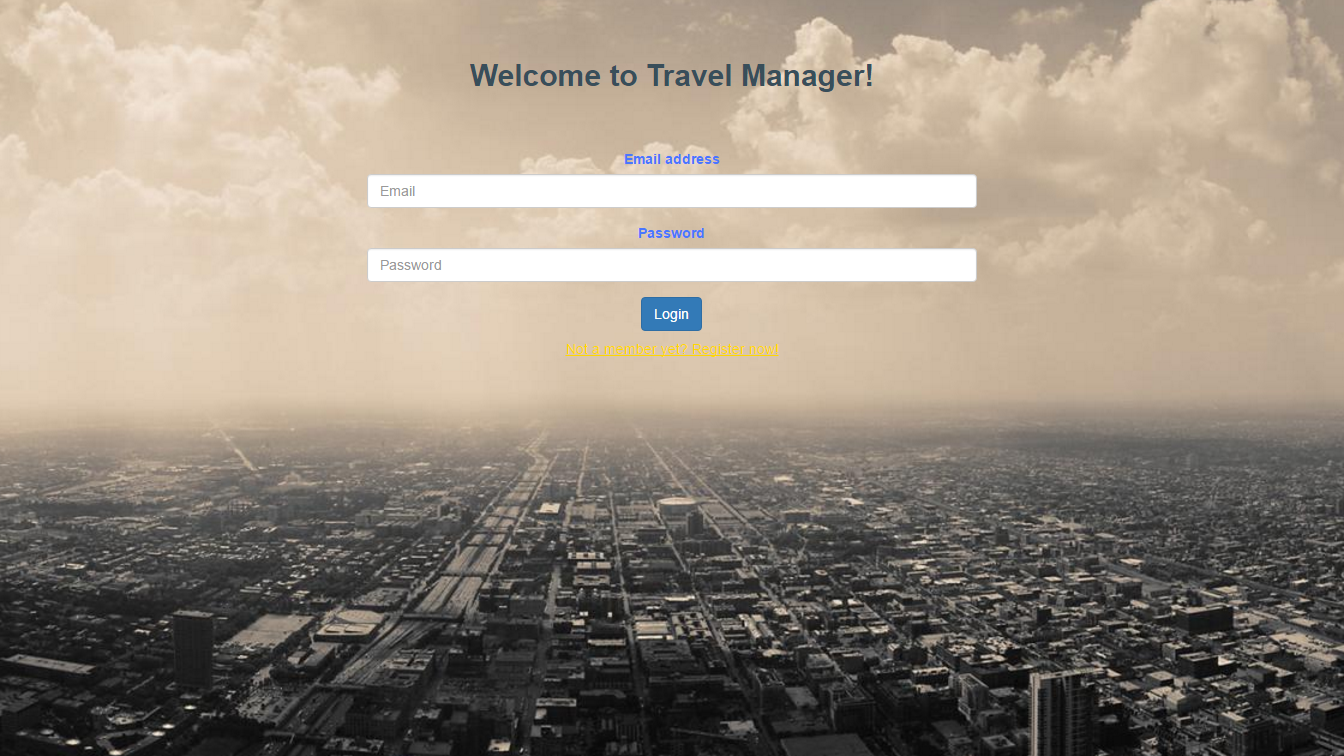 Welcome to Travel Manager!
Email address
Email
Password
Password
Login
Not a member yet? Register now!